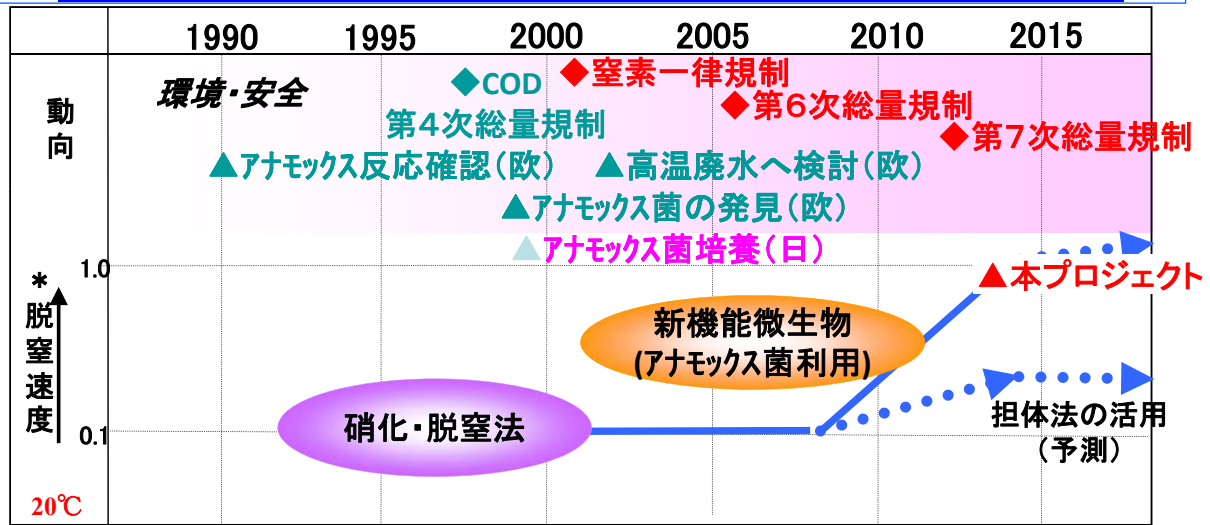 1990 1995 2000 2005 2010 2015
動向
環境・安全
◆COD
第4次総量規制
◆窒素一律規制
◆第6次総量規制
◆第7次総量規制
▲アナモックス反応確認(欧)
▲高温廃水へ検討(欧)
▲アナモックス菌の発見(欧)
▲アナモックス菌培養(日)
1.0
▲本プロジェクト
*脱窒速度
新機能微生物
(アナモックス菌利用)
硝化・脱窒法
担体法の活用
(予測)
0.1
20℃